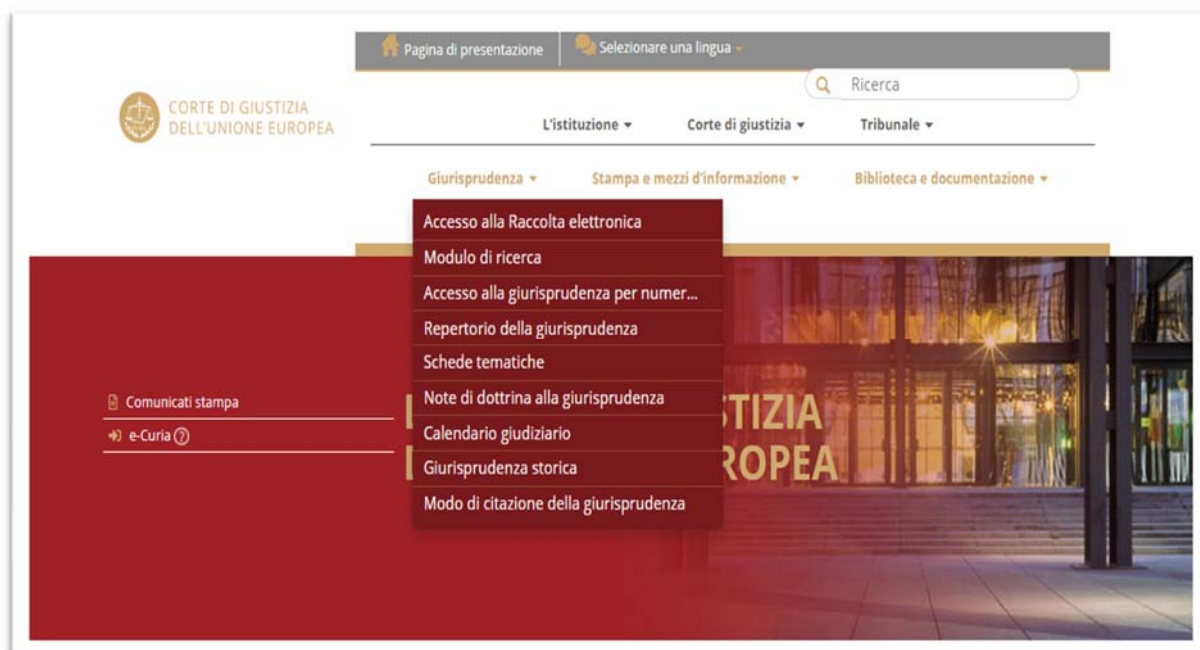 Pagina di presentazione
Selezionare una lingua
Ricerca
CORTE DI GIUSTIZIA
DELL'UNIONE EUROPEA
L'istituzione
Corte di giustizia
Tribunale
Giurisprudenza
Stampa e mezzi d'informazione
Biblioteca e documentazione
Accesso alla Raccolta elettronica
Modulo di ricerca
Accesso alla giurisprudenza per numer...
Repertorio della giurisprudenza
Schede tematiche
Note di dottrina alla giurisprudenza
Calendario giudiziario
Giurisprudenza storica
Modo di citazione della giurisprudenza
Comunicati stampa
e-Curia ?
STIZIA
ROPEA